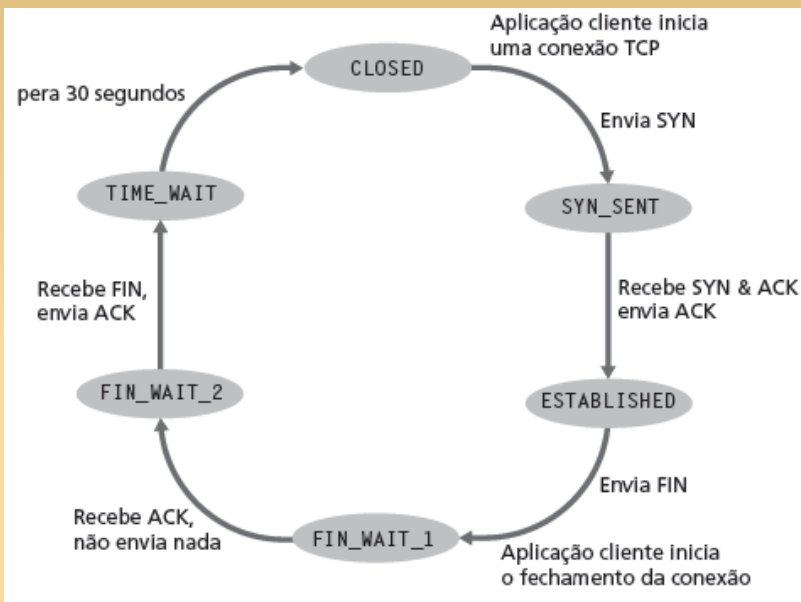 Aplicação cliente inicia
uma conexão TCP
CLOSED
pera 30 segundos
Envia SYN
TIME_WAIT
SYN_SENT
Recebe FIN,
envia ACK
Recebe SYN & ACK
envia ACK
FIN_WAIT_2
ESTABLISHED
Envia FIN
Recebe ACK,
não envia nada
FIN_WAIT_1
Aplicação cliente inicia
o fechamento da conexão